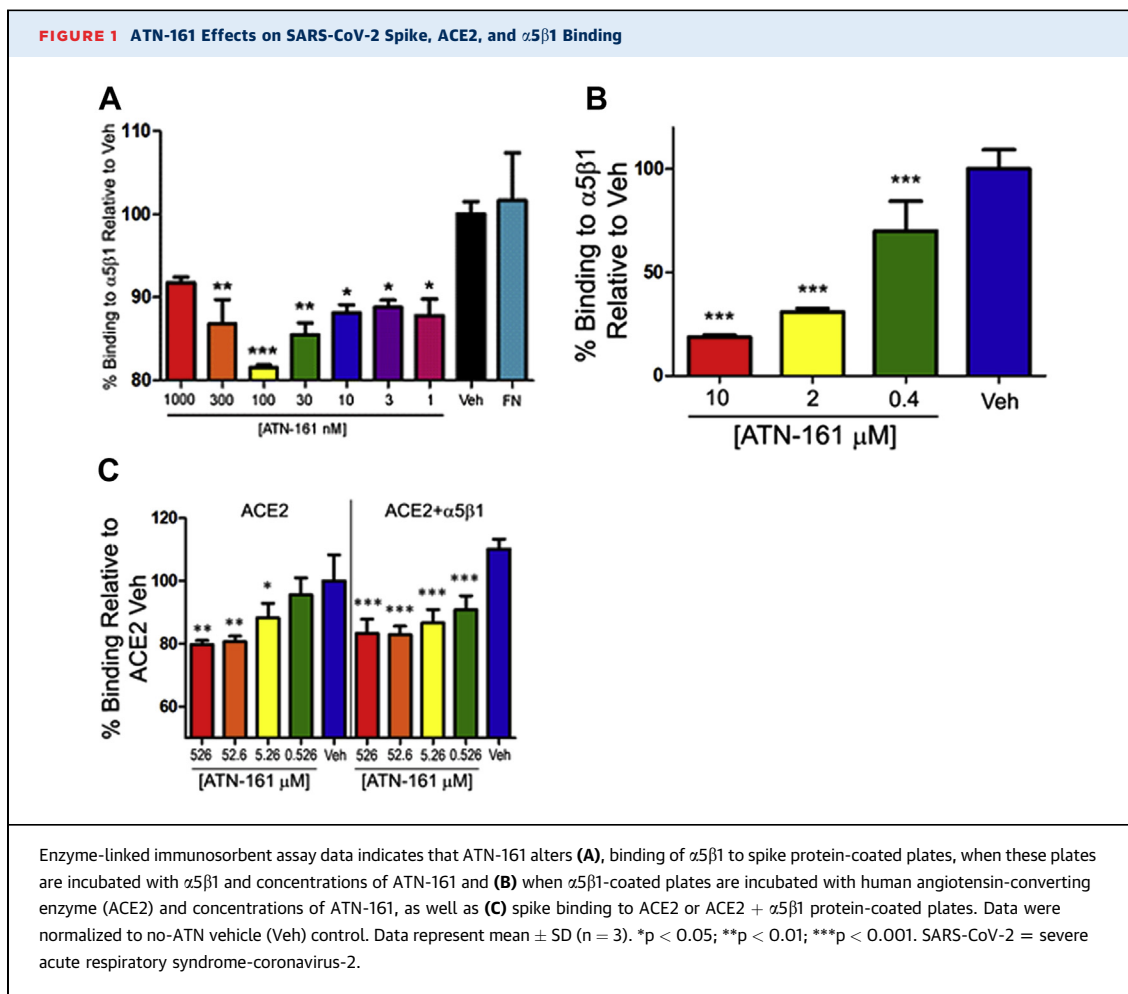 FIGURE 1 ATN-161 Effects on SARS-CoV-2 Spike, ACE2, and α5β1 Binding
A
% Binding to α5β1 Relative to Veh
110
100
90
80
** *** ** * * *
1000 300 100 30 10 3 1 Veh FN
[ATN-161 nM]
B
% Binding to α5β1
Relative to Veh
100
50
0
*** *** ***
10 2 0.4 Veh
[ATN-161 μM]
C
% Binding Relative to
ACE2 Veh
120
100
80
60
ACE2 ACE2+α5β1
** ** * *** *** *** ***
526 52.6 5.26 0.526 Veh 526 52.6 5.26 0.526 Veh
[ATN-161 μM] [ATN-161 μM]
Enzyme-linked immunosorbent assay data indicates that ATN-161 alters (A), binding of α5β1 to spike protein-coated plates, when these plates
are incubated with α5β1 and concentrations of ATN-161 and (B) when α5β1-coated plates are incubated with human angiotensin-converting
enzyme (ACE2) and concentrations of ATN-161, as well as (C) spike binding to ACE2 or ACE2 + α5β1 protein-coated plates. Data were
normalized to no-ATN vehicle (Veh) control. Data represent mean ± SD (n = 3). *p < 0.05; **p < 0.01; ***p < 0.001. SARS-CoV-2 = severe
acute respiratory syndrome-coronavirus-2.